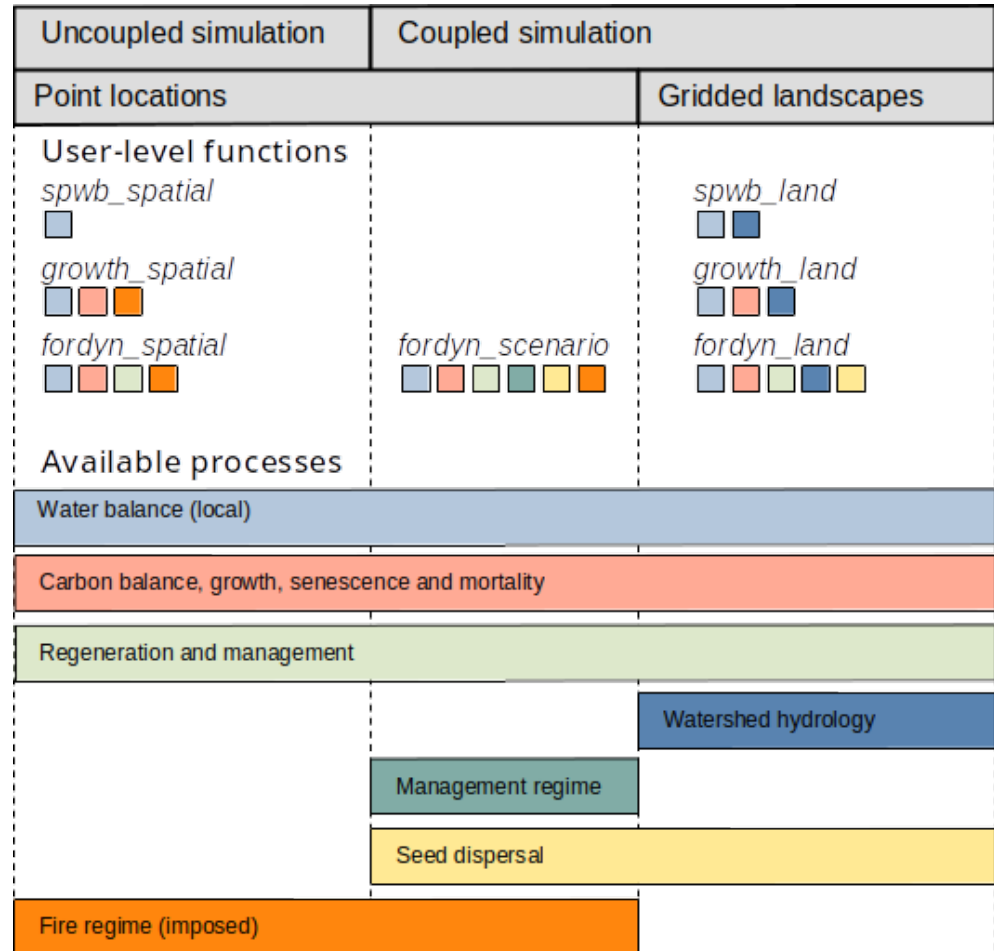 Uncoupled simulation
Coupled simulation
Point locations
Gridded landscapes
User-level functions
spwb_spatial
spwb_land
growth_spatial
growth_land
fordyn_spatial
fordyn_scenario
fordyn_land
Available processes
Water balance (local)
Carbon balance, growth, senescence and mortality
Regeneration and management
Watershed hydrology
Management regime
Seed dispersal
Fire regime (imposed)